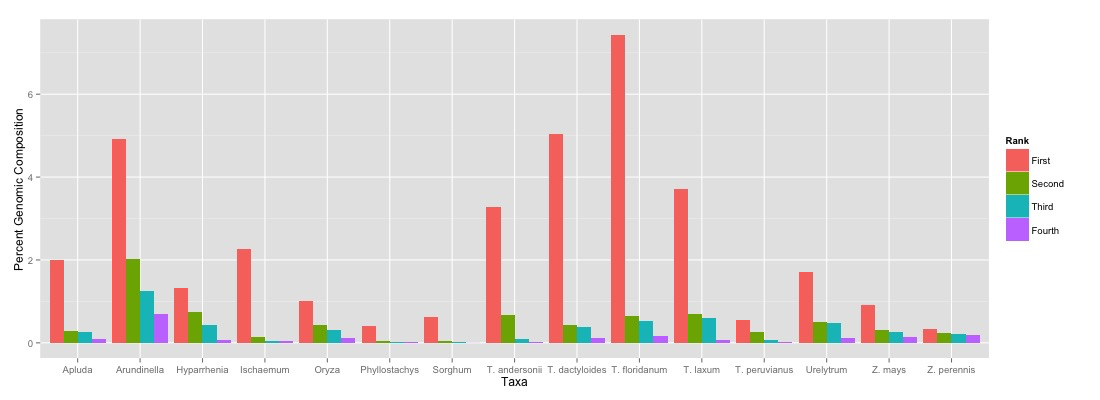 Percent Genomic Composition
6
4
2
0
Apluda Arundinella Hyparrhenia Ischaemum Oryza Phyllostachys Sorghum T. andersonii T. dactyloides T. floridanum T. laxum T. peruvianus Urelytrum Z. mays Z. perennis
Taxa
Rank
First
Second
Third
Fourth